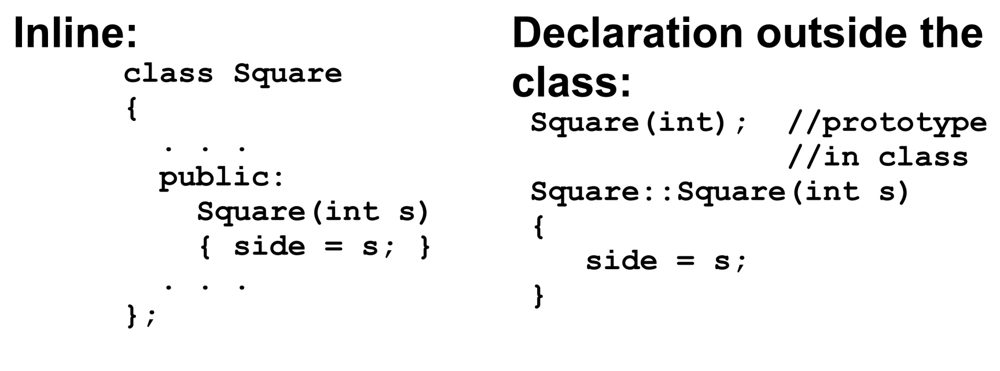 Inline:
class Square
{
. . .
public:
Square(int s)
{ side = s; }
. . .
};
Declaration outside the
class:
Square(int); //prototype
//in class
Square::Square(int s)
{
side = s;
}